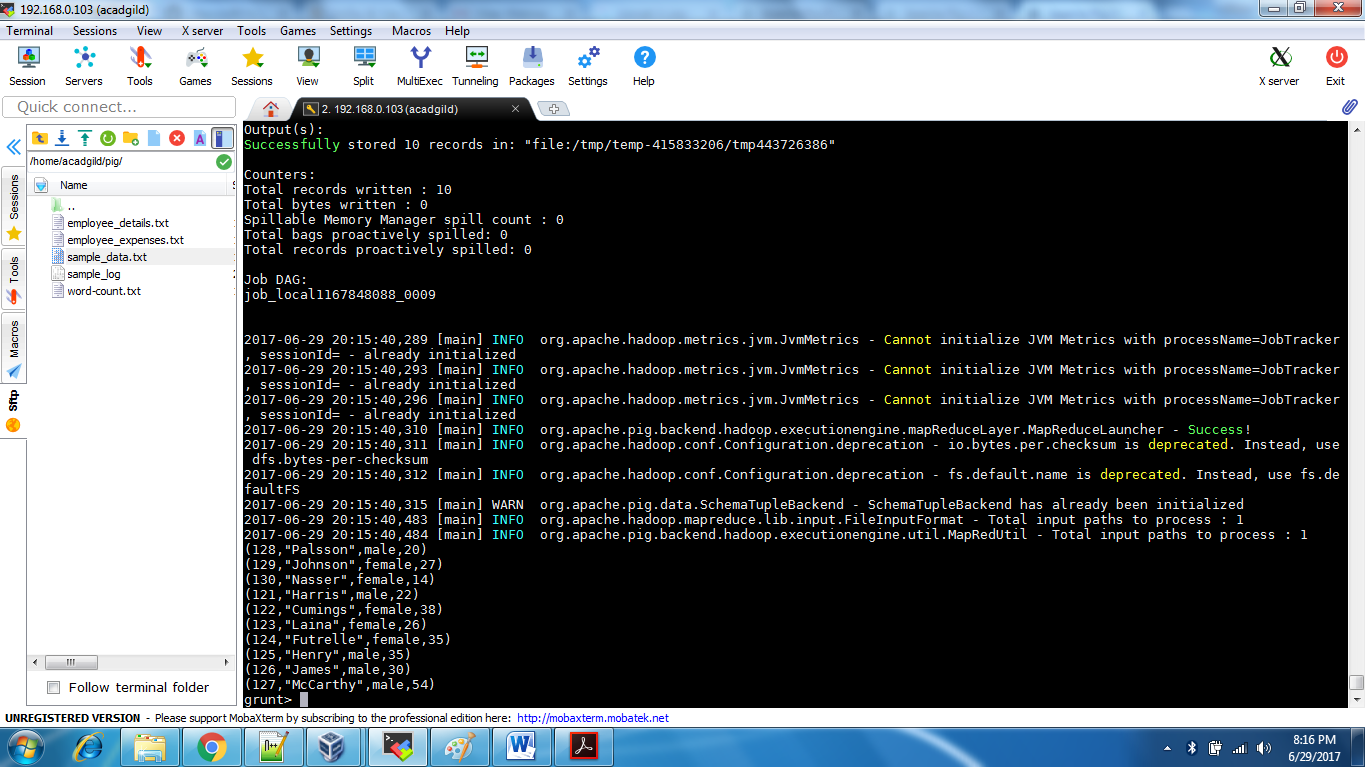 192.168.0.103 (acadgild)
Terminal Sessions View X server Tools Games Settings Macros Help
Session Servers Tools Games Sessions View Split MultiExec Tunneling Packages Settings Help X server Exit
Quick connect...
2. 192.168.0.103 (acadgild)
/home/acadgild/pig/
Name
..
employee_details.txt
employee_expenses.txt
sample_data.txt
sample_log
word-count.txt
Sessions
Tools
Macros
Sftp
Follow terminal folder
Output(s):
Successfully stored 10 records in: "file:/tmp/temp-415833206/tmp443726386"
Counters:
Total records written : 10
Total bytes written : 0
Spillable Memory Manager spill count : 0
Total bags proactively spilled: 0
Total records proactively spilled: 0
Job DAG:
job_local1167848088_0009
2017-06-29 20:15:40,289 [main] INFO  org.apache.hadoop.metrics.jvm.JvmMetrics - Cannot initialize JVM Metrics with processName=JobTracker
, sessionId= - already initialized
2017-06-29 20:15:40,293 [main] INFO  org.apache.hadoop.metrics.jvm.JvmMetrics - Cannot initialize JVM Metrics with processName=JobTracker
, sessionId= - already initialized
2017-06-29 20:15:40,296 [main] INFO  org.apache.hadoop.metrics.jvm.JvmMetrics - Cannot initialize JVM Metrics with processName=JobTracker
, sessionId= - already initialized
2017-06-29 20:15:40,310 [main] INFO  org.apache.pig.backend.hadoop.executionengine.mapReduceLayer.MapReduceLauncher - Success!
2017-06-29 20:15:40,311 [main] INFO  org.apache.hadoop.conf.Configuration.deprecation - io.bytes.per.checksum is deprecated. Instead, use
 dfs.bytes-per-checksum
2017-06-29 20:15:40,312 [main] INFO  org.apache.hadoop.conf.Configuration.deprecation - fs.default.name is deprecated. Instead, use fs.de
faultFS
2017-06-29 20:15:40,315 [main] WARN  org.apache.pig.data.SchemaTupleBackend - SchemaTupleBackend has already been initialized
2017-06-29 20:15:40,483 [main] INFO  org.apache.hadoop.mapreduce.lib.input.FileInputFormat - Total input paths to process : 1
2017-06-29 20:15:40,484 [main] INFO  org.apache.pig.backend.hadoop.executionengine.util.MapRedUtil - Total input paths to process : 1
(128,"Palsson",male,20)
(129,"Johnson",female,27)
(130,"Nasser",female,14)
(121,"Harris",male,22)
(122,"Cumings",female,38)
(123,"Laina",female,26)
(124,"Futrelle",female,35)
(125,"Henry",male,35)
(126,"James",male,30)
(127,"McCarthy",male,54)
grunt>
UNREGISTERED VERSION - Please support MobaXterm by subscribing to the professional edition here: http://mobaxterm.mobatek.net
8:16 PM
6/29/2017